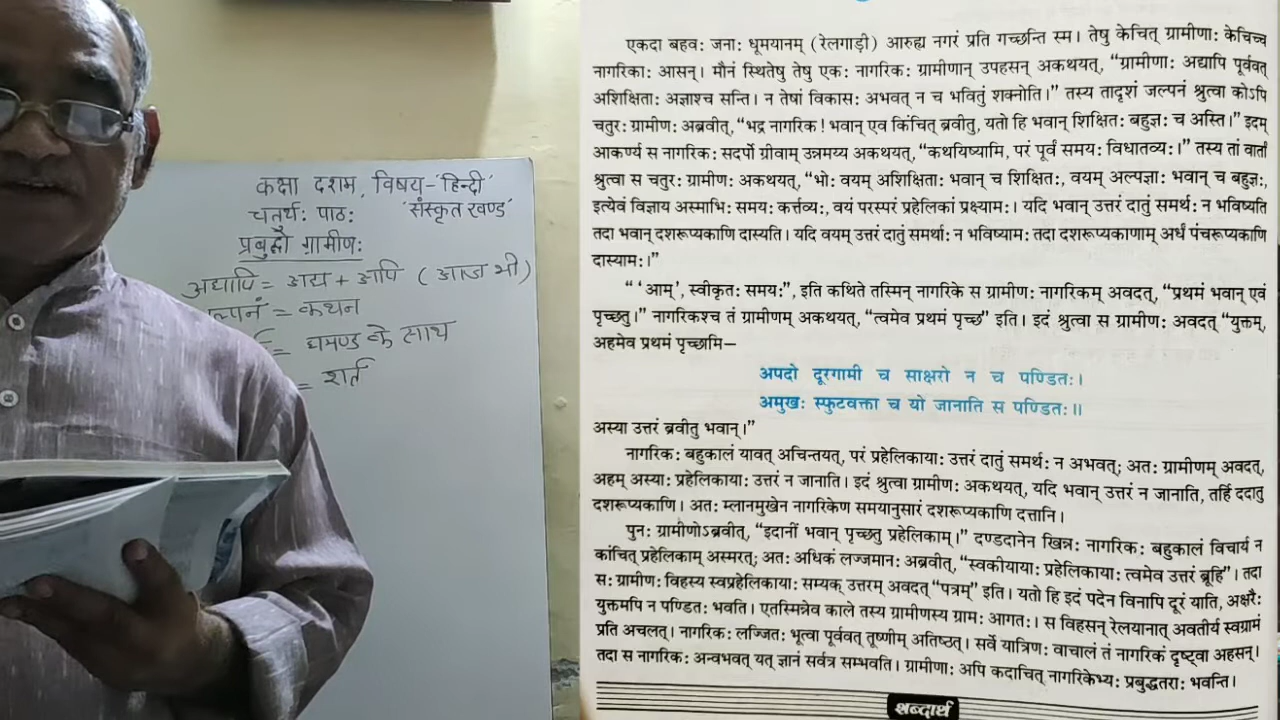 कक्षा दशम, विषय-'हिन्दी'
चतुर्थ: पाठ: 'संस्कृत खण्ड'
प्रबुद्धो ग्रामीण:
अद्यापि = अद्य + अपि ( आज भी )
ल्पनं = कथन
= घमण्ड के साथ
= शर्त
एकदा बहव: जना: धूमयानम् (रेलगाड़ी) आरुह्य नगरं प्रति गच्छन्ति स्म। तेषु केचित् ग्रामीणा: केचिच्च
नागरिका: आसन्। मौनं स्थितेषु तेषु एक: नागरिक: ग्रामीणान् उपहसन् अकथयत्, “ग्रामीणा: अद्यापि पूर्ववत्
अशिक्षिता: अज्ञाश्च सन्ति। न तेषां विकास: अभवत् न च भवितुं शक्नोति।” तस्य तादृशं जल्पनं श्रुत्वा कोऽपि
चतुर: ग्रामीण: अब्रवीत्, “भद्र नागरिक! भवान् एव किंचित् ब्रवीतु, यतो हि भवान् शिक्षित: बहुज्ञ: च अस्ति।” इदम्
आकर्ण्य स नागरिक: सदर्पो ग्रीवाम् उन्नमय्य अकथयत्, “कथयिष्यामि, परं पूर्वं समय: विधातव्य:।” तस्य तां वार्तां
श्रुत्वा स चतुर: ग्रामीण: अकथयत्, “भो: वयम् अशिक्षिता: भवान् च शिक्षित:, वयम् अल्पज्ञा: भवान् च बहुज्ञ:,
इत्येवं विज्ञाय अस्माभि: समय: कर्त्तव्य:, वयं परस्परं प्रहेलिकां प्रक्ष्याम:। यदि भवान् उत्तरं दातुं समर्थ: न भविष्यति
तदा भवान् दशरूप्यकाणि दास्यति। यदि वयम् उत्तरं दातुं समर्था: न भविष्याम: तदा दशरूप्यकाणाम् अर्धं पंचरूप्यकाणि
दास्याम:।”
“ 'आम्', स्वीकृत: समय:”, इति कथिते तस्मिन् नागरिके स ग्रामीण: नागरिकम् अवदत्, “प्रथमं भवान् एवं
पृच्छतु।” नागरिकश्च तं ग्रामीणम् अकथयत्, “त्वमेव प्रथमं पृच्छ” इति। इदं श्रुत्वा स ग्रामीण: अवदत् “युक्तम्,
अहमेव प्रथमं पृच्छामि–
अपदो दूरगामी च साक्षरो न च पण्डित:।
अमुख: स्फुटवक्ता च यो जानाति स पण्डित:।।
अस्या उत्तरं ब्रवीतु भवान्।”
नागरिक: बहुकालं यावत् अचिन्तयत्, परं प्रहेलिकाया: उत्तरं दातुं समर्थ: न अभवत्; अत: ग्रामीणम् अवदत्,
अहम् अस्या: प्रहेलिकाया: उत्तरं न जानाति। इदं श्रुत्वा ग्रामीण: अकथयत्, यदि भवान् उत्तरं न जानाति, तर्हि ददातु
दशरूप्यकाणि। अत: म्लानमुखेन नागरिकेण समयानुसारं दशरूप्यकाणि दत्तानि।
पुन: ग्रामीणोऽब्रवीत्, “इदानीं भवान् पृच्छतु प्रहेलिकाम्।” दण्डदानेन खिन्न: नागरिक: बहुकालं विचार्य न
कांचित् प्रहेलिकाम् अस्मरत्; अत: अधिकं लज्जमान: अब्रवीत्, “स्वकीयाया: प्रहेलिकाया: त्वमेव उत्तरं ब्रूहि”। तदा
स: ग्रामीण: विहस्य स्वप्रहेलिकाया: सम्यक् उत्तरम् अवदत् “पत्रम्” इति। यतो हि इदं पदेन विनापि दूरं याति, अक्षरै:
युक्तमपि न पण्डित: भवति। एतस्मिन्नेव काले तस्य ग्रामीणस्य ग्राम: आगत:। स विहसन् रेलयानात् अवतीर्य स्वग्रामं
प्रति अचलत्। नागरिक: लज्जित: भूत्वा पूर्ववत् तूष्णीम् अतिष्ठत्। सर्वे यात्रिण: वाचालं तं नागरिकं दृष्ट्वा अहसन्।
तदा स नागरिक: अन्वभवत् यत् ज्ञानं सर्वत्र सम्भवति। ग्रामीणा: अपि कदाचित् नागरिकेभ्य: प्रबुद्धतरा: भवन्ति।
शब्दार्थ